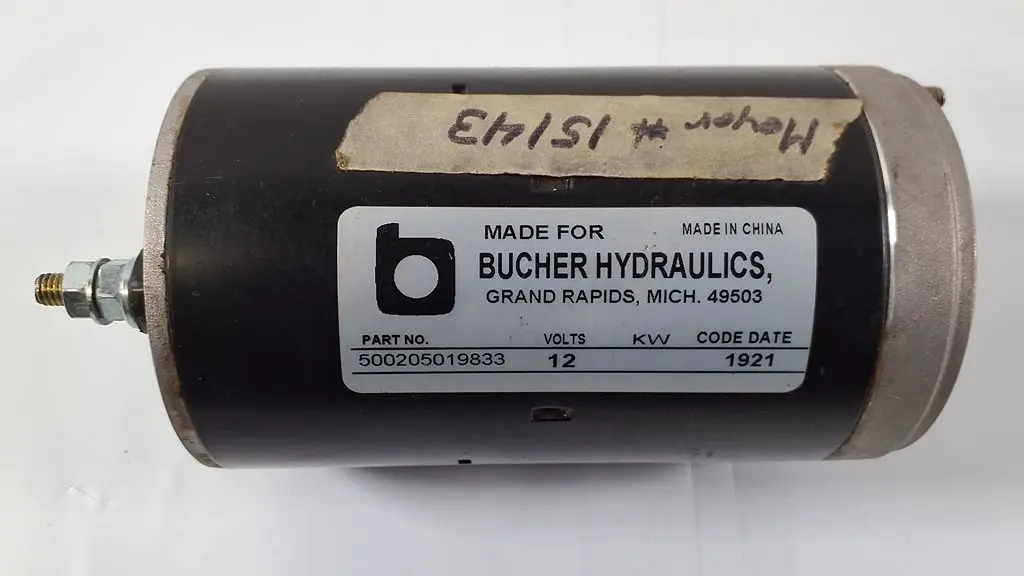 Meyer # 15143
MADE FOR
MADE IN CHINA
BUCHER HYDRAULICS,
GRAND RAPIDS, MICH. 49503
PART NO. VOLTS KW CODE DATE
500205019833 12 1921